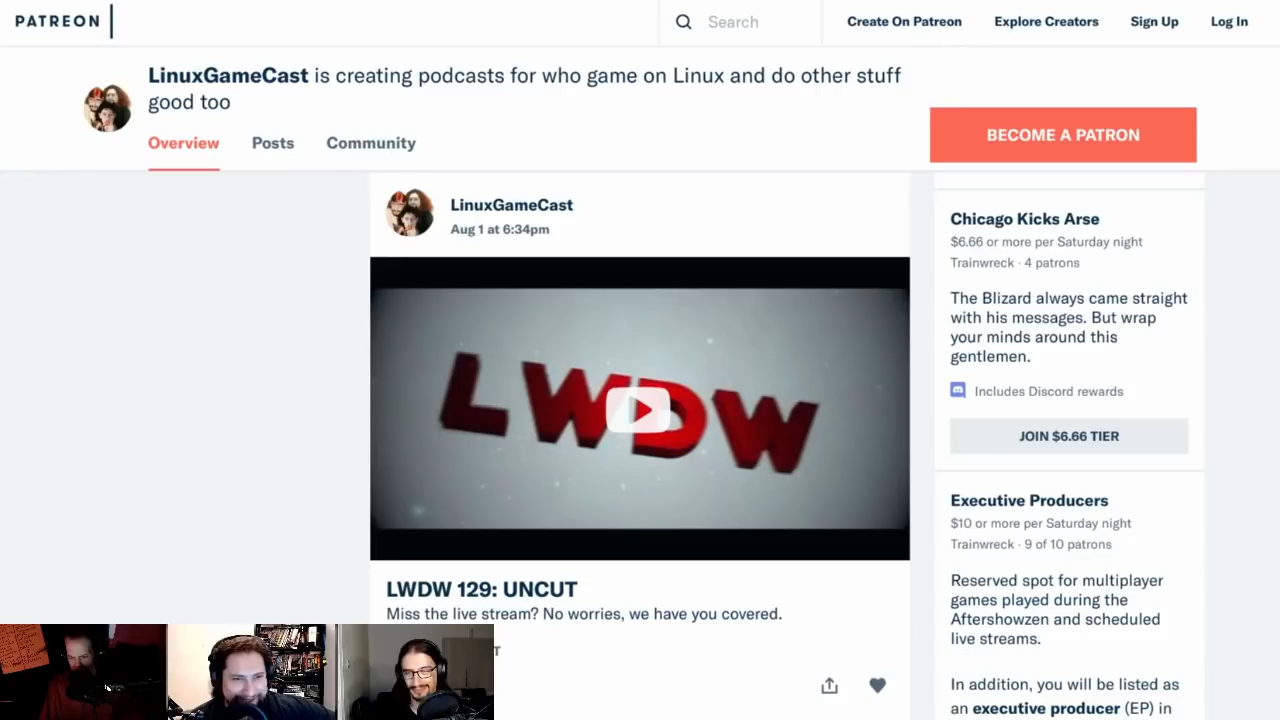 PATREON
Search
Create On Patreon
Explore Creators
Sign Up
Log In
LinuxGameCast is creating podcasts for who game on Linux and do other stuff
good too
Overview
Posts
Community
BECOME A PATRON
LinuxGameCast
Aug 1 at 6:34pm
LWDW
LWDW 129: UNCUT
Miss the live stream? No worries, we have you covered.
T
Chicago Kicks Arse
$6.66 or more per Saturday night
Trainwreck · 4 patrons
The Blizard always came straight
with his messages. But wrap
your minds around this
gentlemen.
Includes Discord rewards
JOIN $6.66 TIER
Executive Producers
$10 or more per Saturday night
Trainwreck · 9 of 10 patrons
Reserved spot for multiplayer
games played during the
Aftershowzen and scheduled
live streams.
In addition, you will be listed as
an executive producer (EP) in